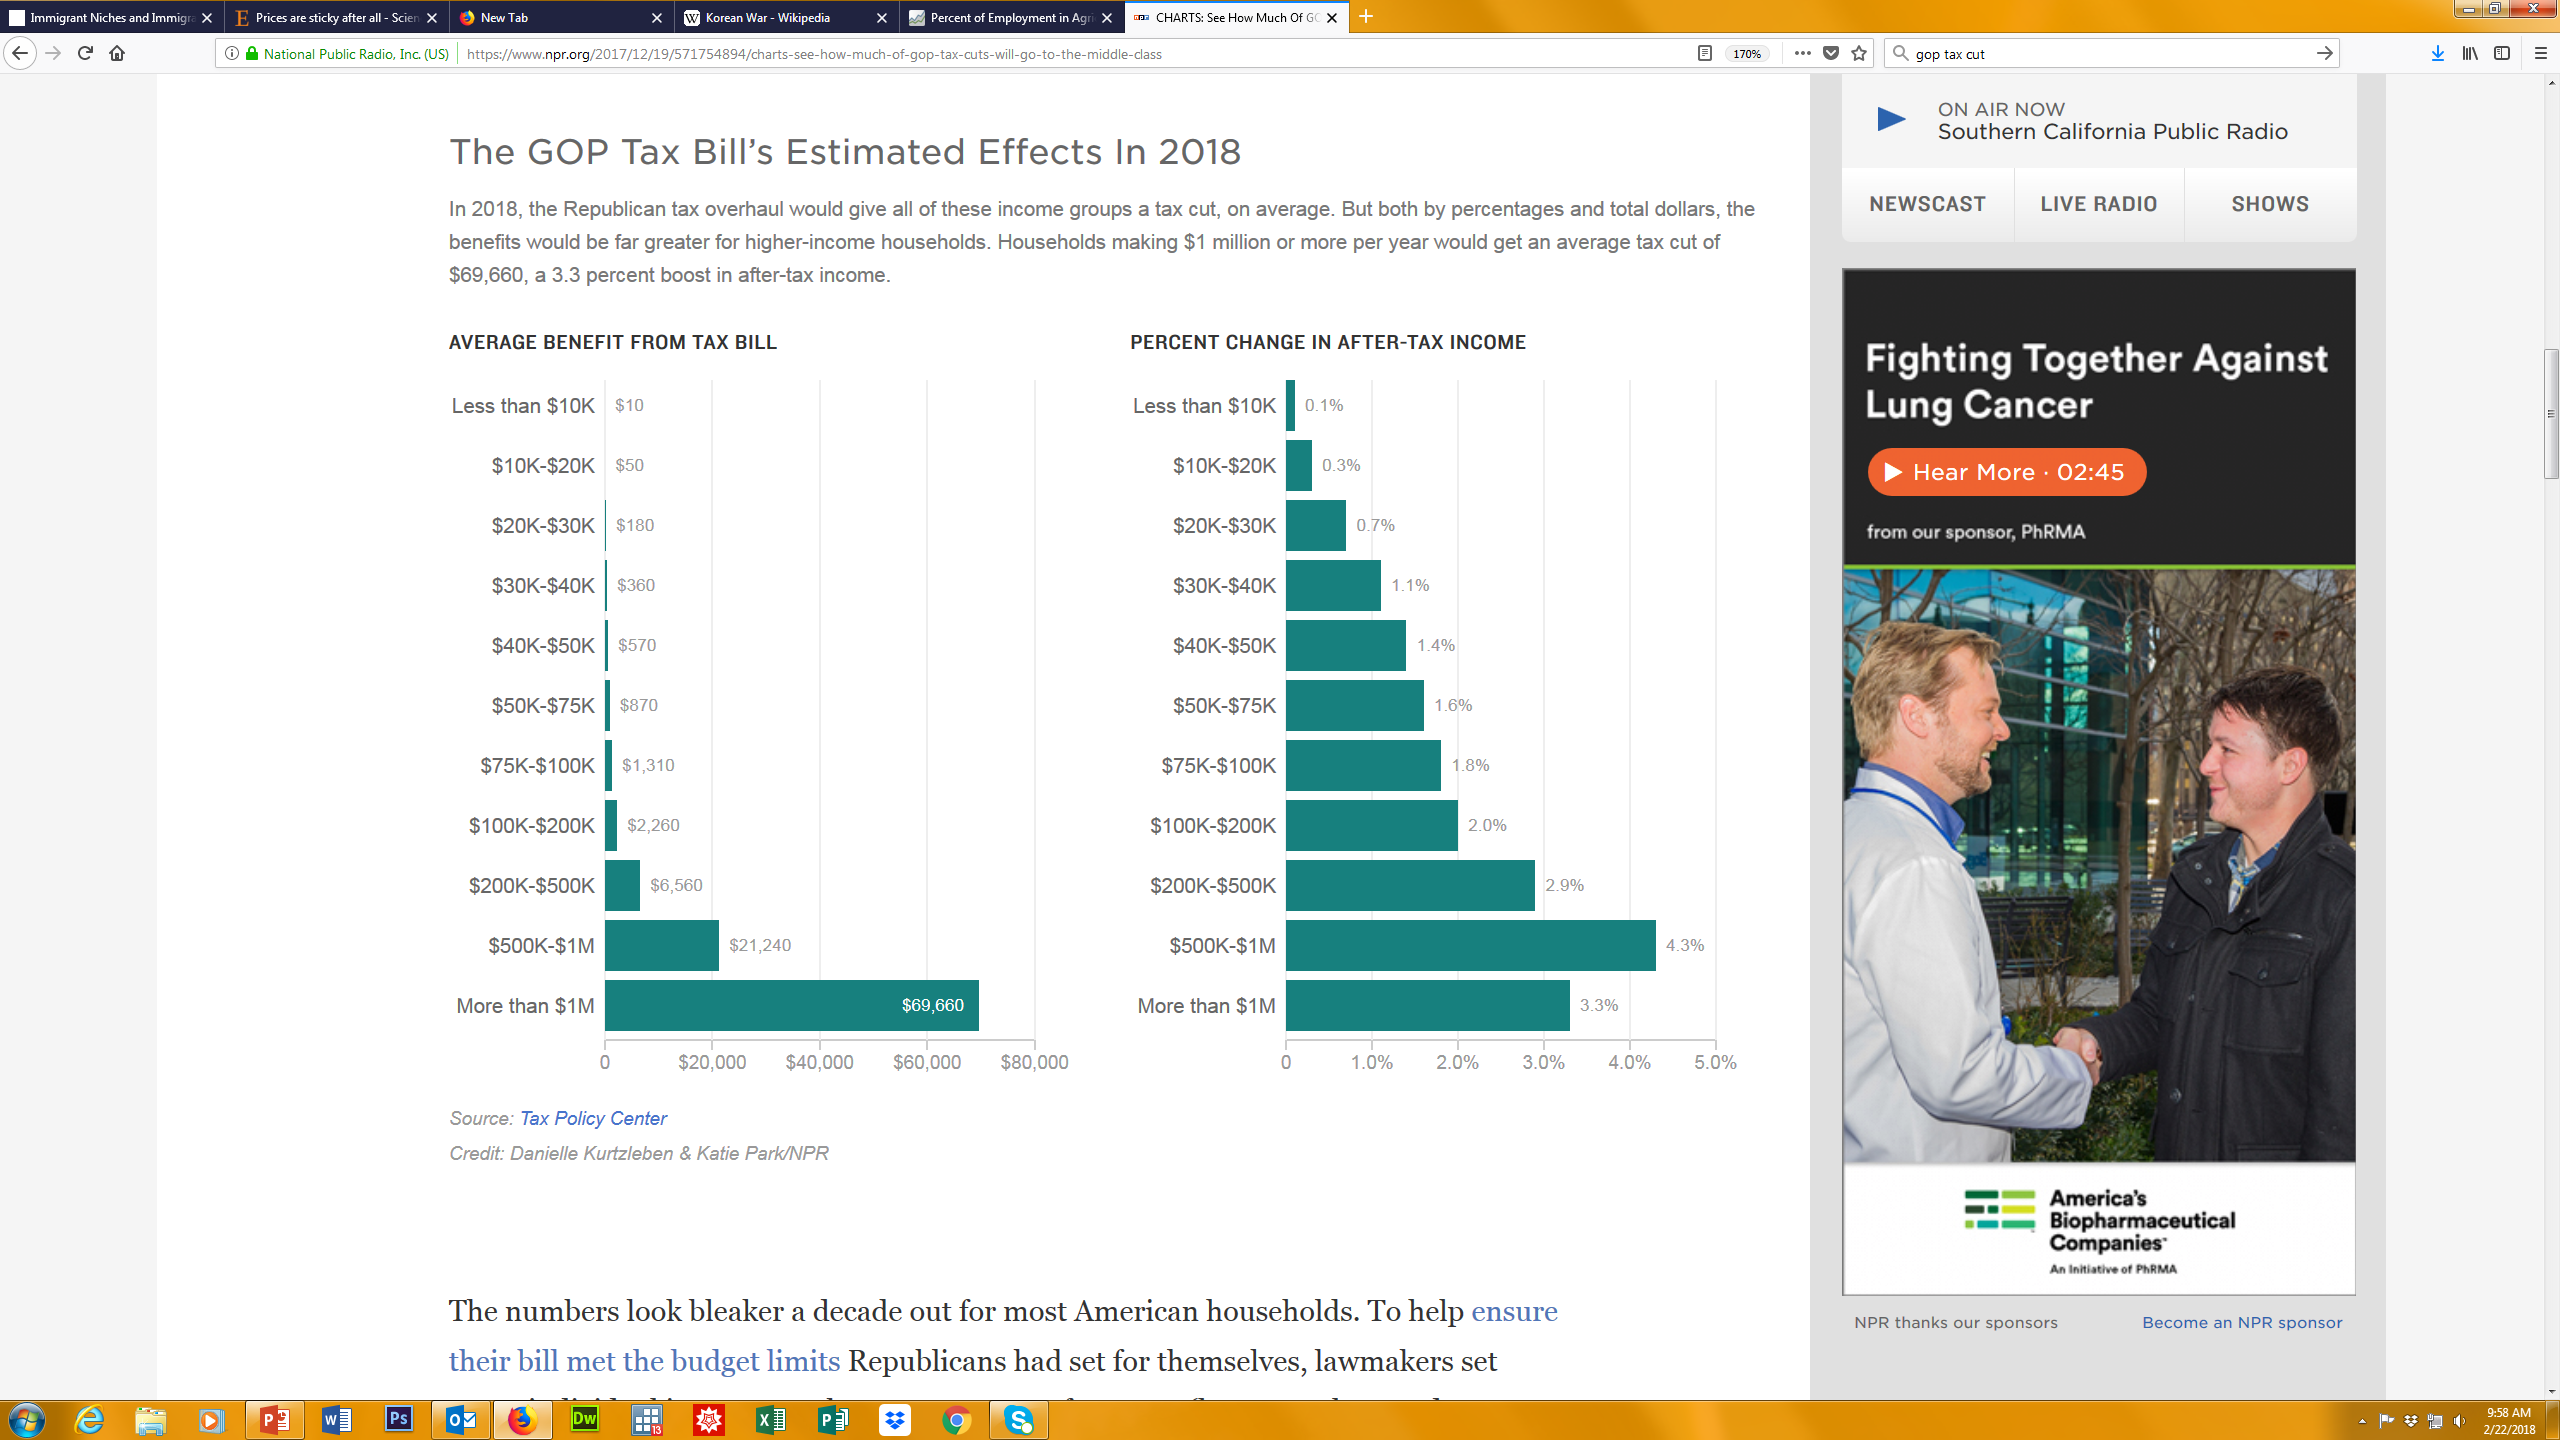 Immigrant Niches and Immigra
Prices are sticky after all - Scien
New Tab
W Korean War - Wikipedia
Percent of Employment in Agri
CHARTS: See How Much Of GO
National Public Radio, Inc. (US)
https://www.npr.org/2017/12/19/571754894/charts-see-how-much-of-gop-tax-cuts-will-go-to-the-middle-class
170%
gop tax cut
The GOP Tax Bill's Estimated Effects In 2018
In 2018, the Republican tax overhaul would give all of these income groups a tax cut, on average. But both by percentages and total dollars, the
benefits would be far greater for higher-income households. Households making $1 million or more per year would get an average tax cut of
$69,660, a 3.3 percent boost in after-tax income.
AVERAGE BENEFIT FROM TAX BILL
Less than $10K $10
$10K-$20K $50
$20K-$30K $180
$30K-$40K $360
$40K-$50K $570
$50K-$75K $870
$75K-$100K $1,310
$100K-$200K $2,260
$200K-$500K $6,560
$500K-$1M $21,240
More than $1M $69,660
0 $20,000 $40,000 $60,000 $80,000
PERCENT CHANGE IN AFTER-TAX INCOME
Less than $10K 0.1%
$10K-$20K 0.3%
$20K-$30K 0.7%
$30K-$40K 1.1%
$40K-$50K 1.4%
$50K-$75K 1.6%
$75K-$100K 1.8%
$100K-$200K 2.0%
$200K-$500K 2.9%
$500K-$1M 4.3%
More than $1M 3.3%
0 1.0% 2.0% 3.0% 4.0% 5.0%
Source: Tax Policy Center
Credit: Danielle Kurtzleben & Katie Park/NPR
The numbers look bleaker a decade out for most American households. To help ensure
their bill met the budget limits Republicans had set for themselves, lawmakers set
ON AIR NOW
Southern California Public Radio
NEWSCAST LIVE RADIO SHOWS
Fighting Together Against
Lung Cancer
Hear More · 02:45
from our sponsor, PhRMA
America's
Biopharmaceutical
Companies
An Initiative of PhRMA
NPR thanks our sponsors Become an NPR sponsor
Ps
Dw
13
9:58 AM
2/22/2018